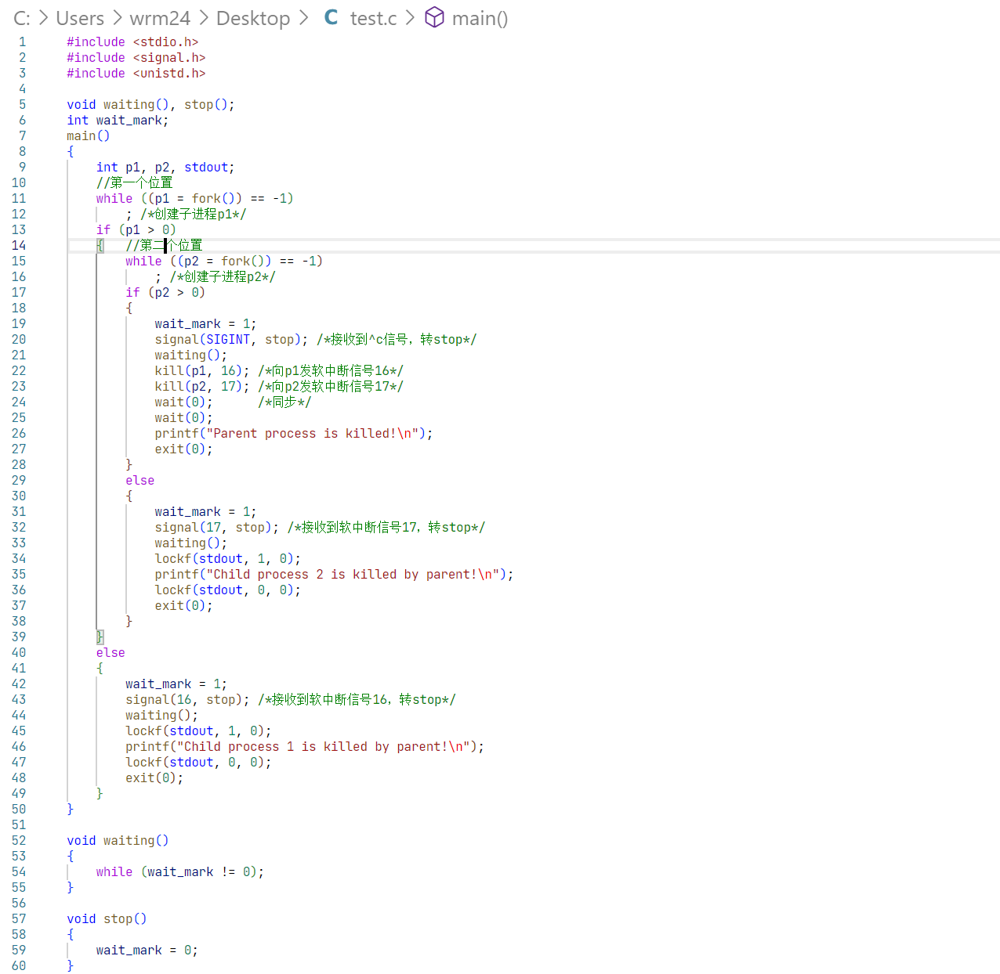 C: > Users > wrm24 > Desktop > C test.c > main()
1 #include <stdio.h>
2 #include <signal.h>
3 #include <unistd.h>
4
5 void waiting(), stop();
6 int wait_mark;
7 main()
8 {
9 int p1, p2, stdout;
10 //第一个位置
11 while ((p1 = fork()) == -1)
12 ; /*创建子进程p1*/
13 if (p1 > 0)
14 { //第二个位置
15 while ((p2 = fork()) == -1)
16 ; /*创建子进程p2*/
17 if (p2 > 0)
18 {
19 wait_mark = 1;
20 signal(SIGINT, stop); /*接收到^c信号，转stop*/
21 waiting();
22 kill(p1, 16); /*向p1发软中断信号16*/
23 kill(p2, 17); /*向p2发软中断信号17*/
24 wait(0); /*同步*/
25 wait(0);
26 printf("Parent process is killed!\n");
27 exit(0);
28 }
29 else
30 {
31 wait_mark = 1;
32 signal(17, stop); /*接收到软中断信号17，转stop*/
33 waiting();
34 lockf(stdout, 1, 0);
35 printf("Child process 2 is killed by parent!\n");
36 lockf(stdout, 0, 0);
37 exit(0);
38 }
39 }
40 else
41 {
42 wait_mark = 1;
43 signal(16, stop); /*接收到软中断信号16，转stop*/
44 waiting();
45 lockf(stdout, 1, 0);
46 printf("Child process 1 is killed by parent!\n");
47 lockf(stdout, 0, 0);
48 exit(0);
49 }
50 }
51
52 void waiting()
53 {
54 while (wait_mark != 0);
55 }
56
57 void stop()
58 {
59 wait_mark = 0;
60 }